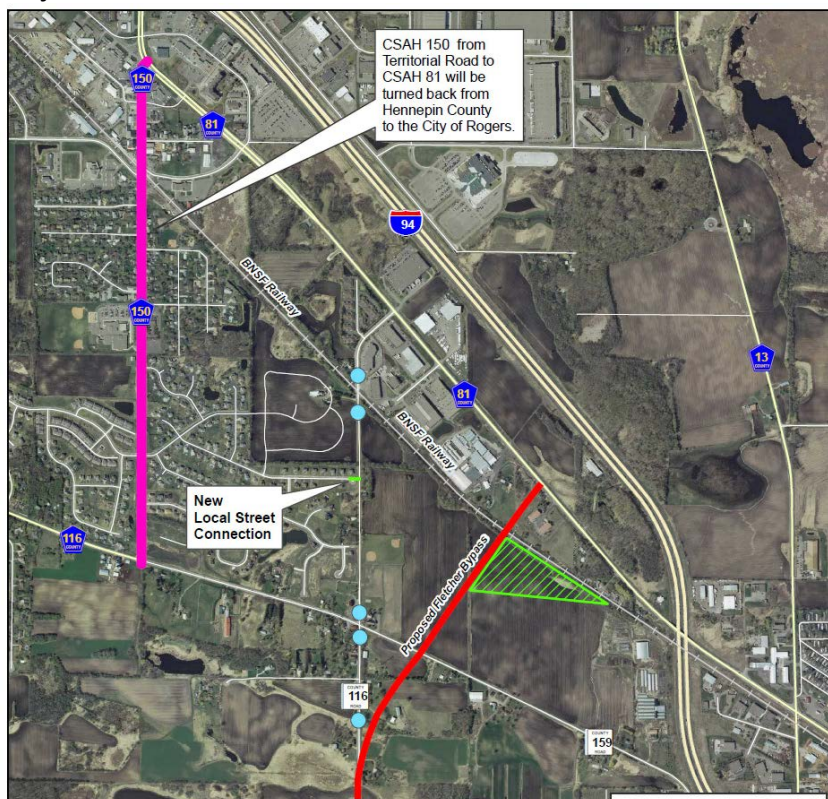 CSAH 150 from
Territorial Road to
CSAH 81 will be
turned back from
Hennepin County
to the City of Rogers.
150
COUNTY
81
COUNTY
94
BNSF Railway
150
COUNTY
13
COUNTY
81
COUNTY
BNSF Railway
New
Local Street
Connection
116
COUNTY
Proposed Fletcher Bypass
COUNTY
116
ROAD
COUNTY
159
ROAD